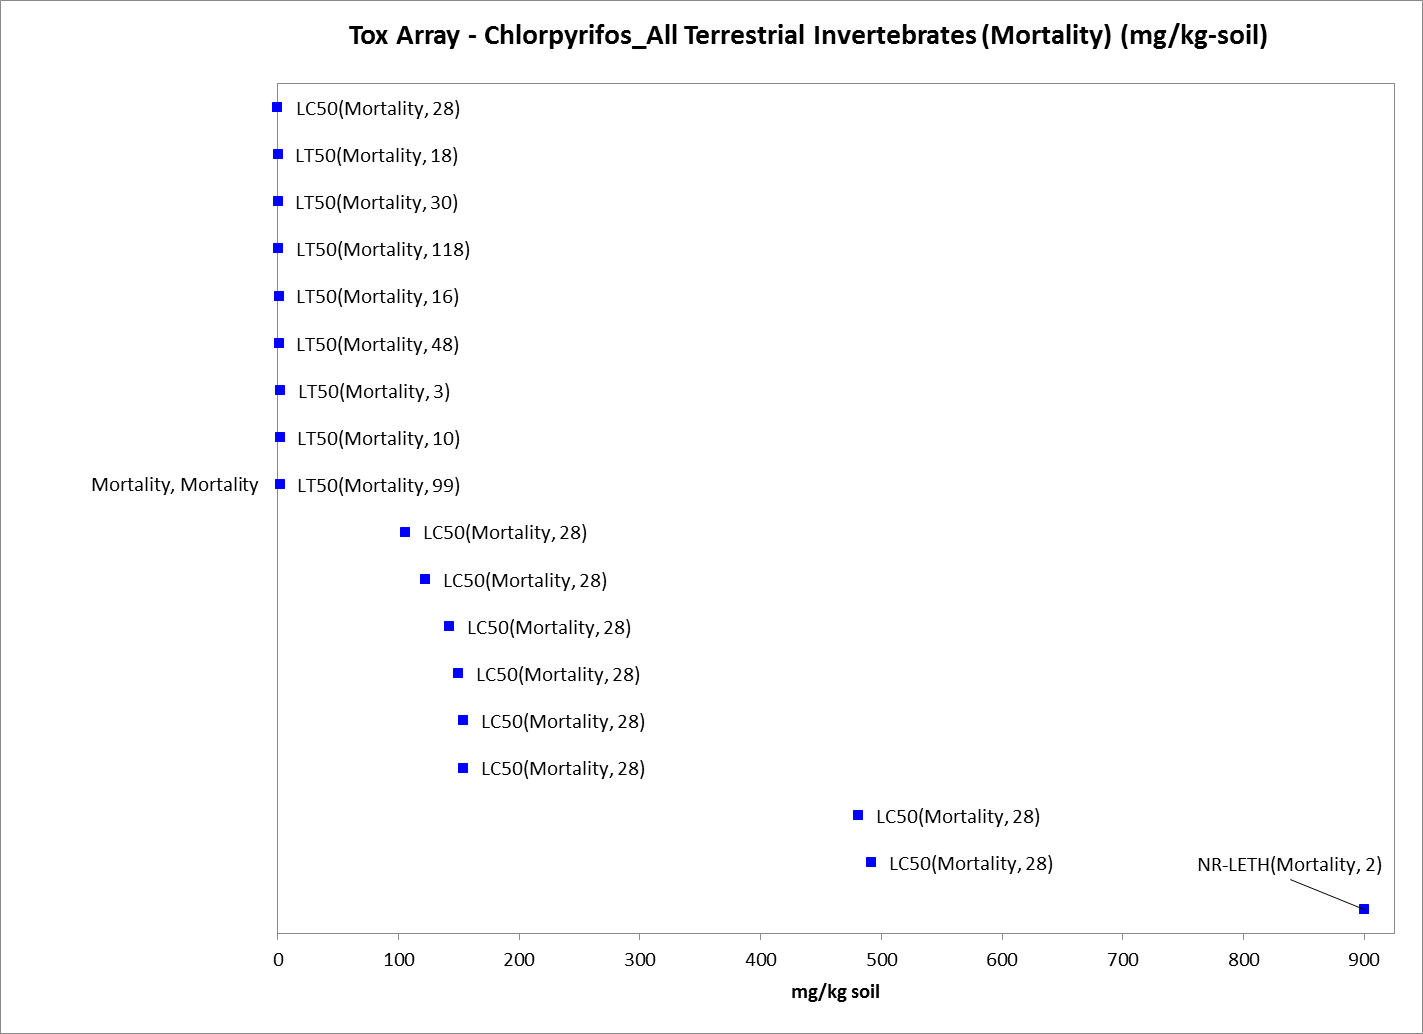 Tox Array - Chlorpyrifos_All Terrestrial Invertebrates (Mortality) (mg/kg-soil)
LC50(Mortality, 28)
LT50(Mortality, 18)
LT50(Mortality, 30)
LT50(Mortality, 118)
LT50(Mortality, 16)
LT50(Mortality, 48)
LT50(Mortality, 3)
LT50(Mortality, 10)
Mortality, Mortality
LT50(Mortality, 99)
LC50(Mortality, 28)
LC50(Mortality, 28)
LC50(Mortality, 28)
LC50(Mortality, 28)
LC50(Mortality, 28)
LC50(Mortality, 28)
LC50(Mortality, 28)
LC50(Mortality, 28)
NR-LETH(Mortality, 2)
0 100 200 300 400 500 600 700 800 900
mg/kg soil